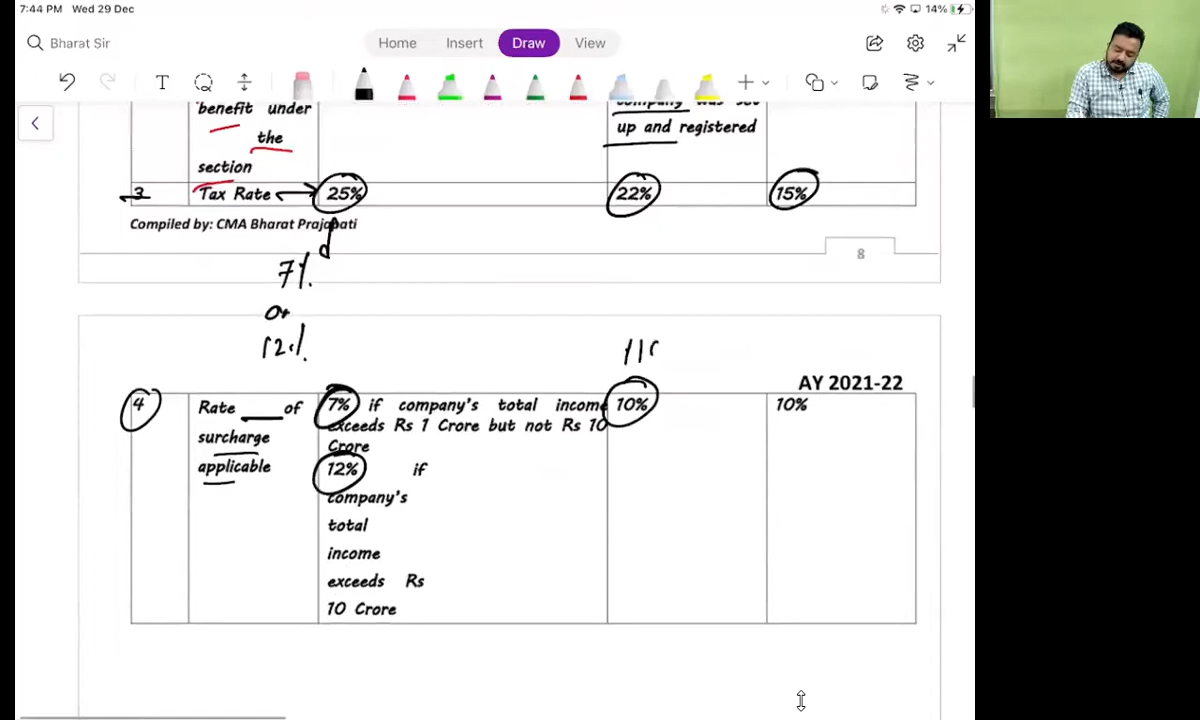 7:44 PM Wed 29 Dec
14%
Bharat Sir
Home Insert Draw View
T
benefit under
the
section
company was set
up and registered
3 Tax Rate 25% 22% 15%
Compiled by: CMA Bharat Prajapati
8
7%.
or
12%.
AY 2021-22
4 Rate of surcharge applicable
7% if company's total income
exceeds Rs 1 Crore but not Rs 10
Crore
12% if
company's
total
income
exceeds Rs
10 Crore
10%
10%